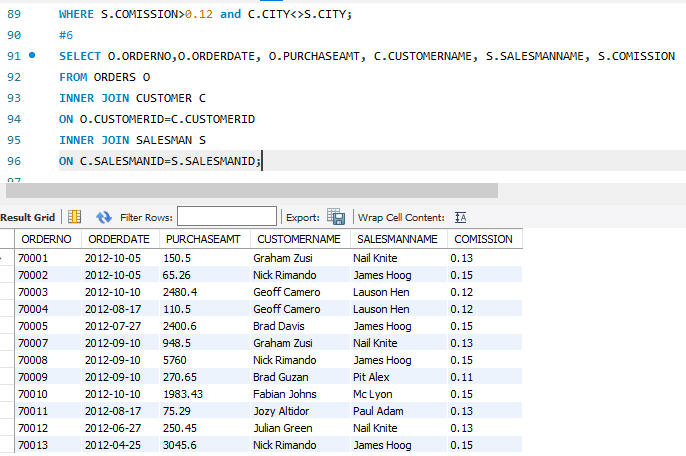 89 WHERE S.COMISSION>0.12 and C.CITY<>S.CITY;
90 #6
91 SELECT O.ORDERNO,O.ORDERDATE, O.PURCHASEAMT, C.CUSTOMERNAME, S.SALESMANNAME, S.COMISSION
92 FROM ORDERS O
93 INNER JOIN CUSTOMER C
94 ON O.CUSTOMERID=C.CUSTOMERID
95 INNER JOIN SALESMAN S
96 ON C.SALESMANID=S.SALESMANID;
97
Result Grid Filter Rows: Export: Wrap Cell Content: IA
ORDERNO ORDERDATE PURCHASEAMT CUSTOMERNAME SALESMANNAME COMISSION
70001 2012-10-05 150.5 Graham Zusi Nail Knite 0.13
70002 2012-10-05 65.26 Nick Rimando James Hoog 0.15
70003 2012-10-10 2480.4 Geoff Camero Lauson Hen 0.12
70004 2012-08-17 110.5 Geoff Camero Lauson Hen 0.12
70005 2012-07-27 2400.6 Brad Davis James Hoog 0.15
70007 2012-09-10 948.5 Graham Zusi Nail Knite 0.13
70008 2012-09-10 5760 Nick Rimando James Hoog 0.15
70009 2012-09-10 270.65 Brad Guzan Pit Alex 0.11
70010 2012-10-10 1983.43 Fabian Johns Mc Lyon 0.15
70011 2012-08-17 75.29 Jozy Altidor Paul Adam 0.13
70012 2012-06-27 250.45 Julian Green Nail Knite 0.13
70013 2012-04-25 3045.6 Nick Rimando James Hoog 0.15